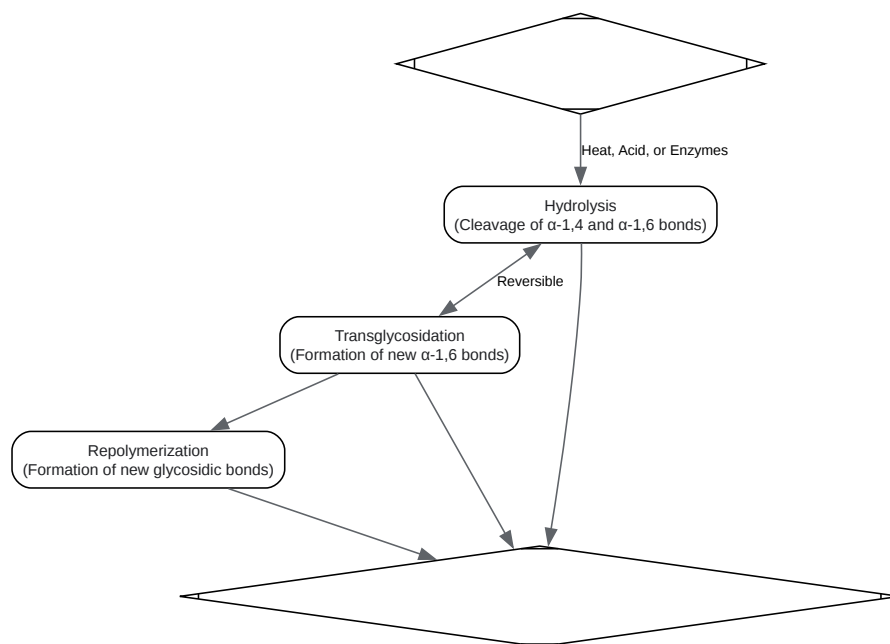 Heat, Acid, or Enzymes
Hydrolysis
(Cleavage of α-1,4 and α-1,6 bonds)
Reversible
Transglycosidation
(Formation of new α-1,6 bonds)
Repolymerization
(Formation of new glycosidic bonds)